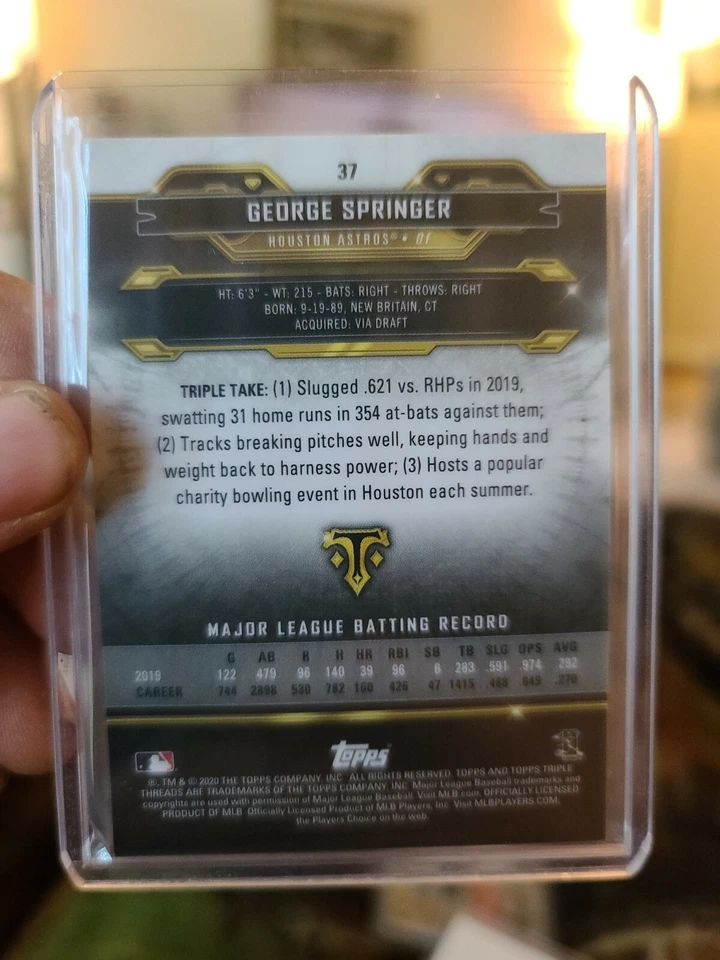 37
GEORGE SPRINGER
HOUSTON ASTROS® • OF
HT: 6'3" - WT: 215 - BATS: RIGHT - THROWS: RIGHT
BORN: 9-19-89, NEW BRITAIN, CT
ACQUIRED: VIA DRAFT
TRIPLE TAKE: (1) Slugged .621 vs. RHPs in 2019,
swatting 31 home runs in 354 at-bats against them;
(2) Tracks breaking pitches well, keeping hands and
weight back to harness power; (3) Hosts a popular
charity bowling event in Houston each summer.
T
MAJOR LEAGUE BATTING RECORD
G AB R H HR RBI SB TB SLG OPS AVG
2019 122 479 96 140 39 96 6 283 .591 .974 .292
CAREER 744 2898 530 782 160 426 47 1415 .488 .849 .270
topps
®, TM & © 2020 THE TOPPS COMPANY, INC. ALL RIGHTS RESERVED. TOPPS AND TOPPS TRIPLE
THREADS ARE TRADEMARKS OF THE TOPPS COMPANY, INC. Major League Baseball trademarks and
copyrights are used with permission of Major League Baseball. Visit MLB.com. OFFICIALLY LICENSED
PRODUCT OF MLB Officially Licensed Product of MLB Players, Inc. Visit MLBPLAYERS.COM,
the Players Choice on the web.